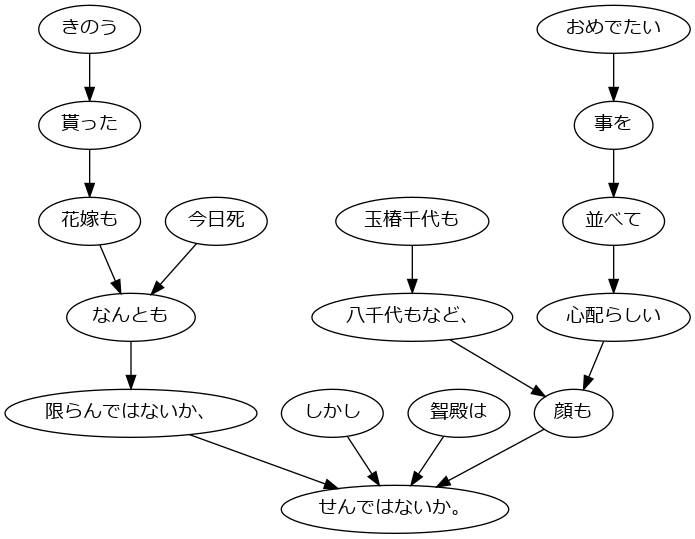 きのう
おめでたい
貰った
事を
花嫁も
今日死
玉椿千代も
並べて
なんとも
八千代もなど、
心配らしい
限らんではないか、
しかし
聟殿は
顔も
せんではないか。